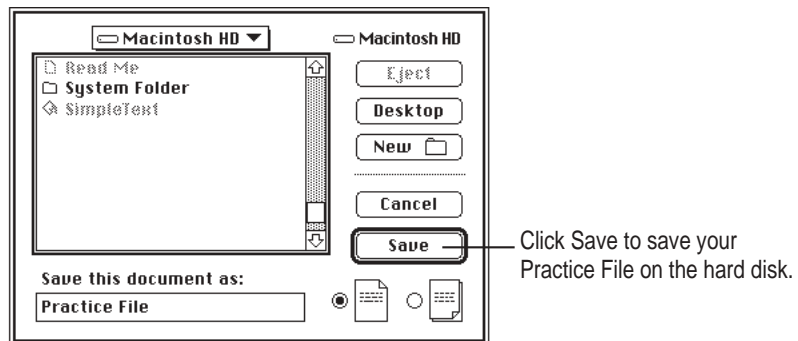 Macintosh HD
Macintosh HD
Read Me
System Folder
SimpleText
Eject
Desktop
New
Cancel
Save
Click Save to save your
Practice File on the hard disk.
Save this document as:
Practice File